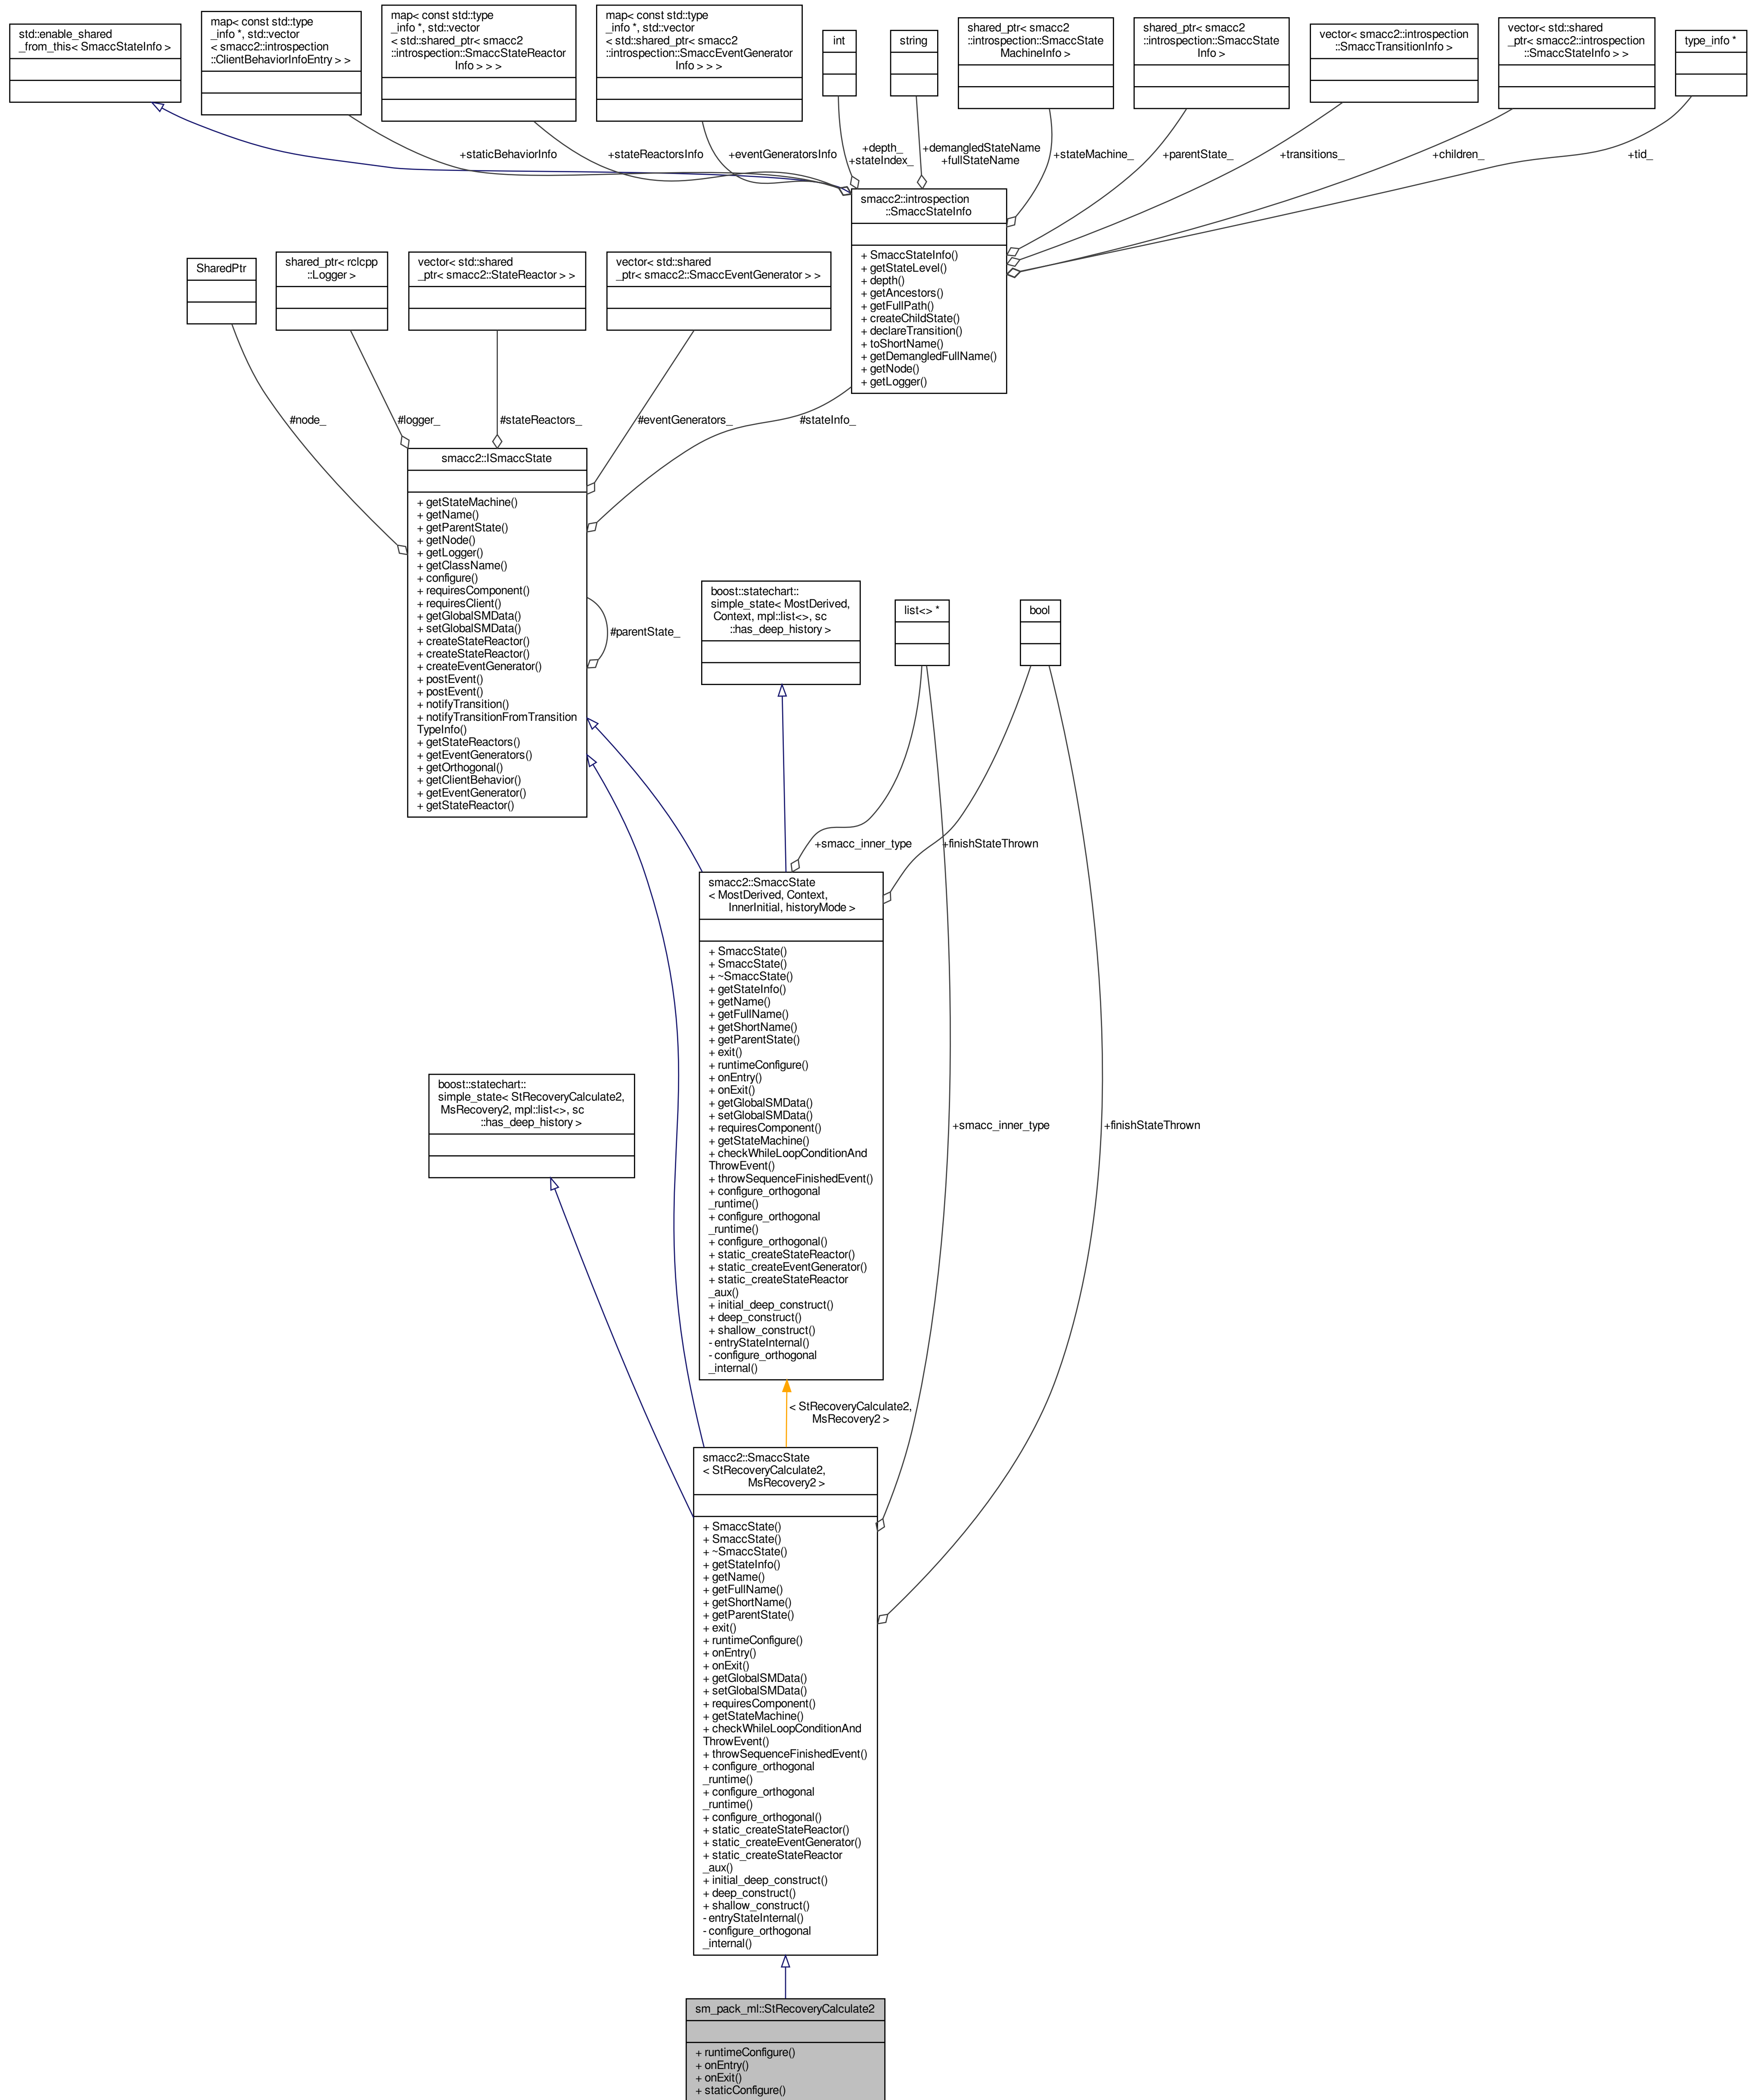 std::enable_shared
_from_this< SmaccStateInfo >
map< const std::type
_info *, std::vector
< smacc2::introspection
::ClientBehaviorInfoEntry > >
map< const std::type
_info *, std::vector
< std::shared_ptr< smacc2
::introspection::SmaccStateReactor
Info > > >
map< const std::type
_info *, std::vector
< std::shared_ptr< smacc2
::introspection::SmaccEventGenerator
Info > > >
int
string
shared_ptr< smacc2
::introspection::SmaccState
MachineInfo >
shared_ptr< smacc2
::introspection::SmaccState
Info >
vector< smacc2::introspection
::SmaccTransitionInfo >
vector< std::shared
_ptr< smacc2::introspection
::SmaccStateInfo > >
type_info *
+staticBehaviorInfo
+stateReactorsInfo
+eventGeneratorsInfo
+depth_
+stateIndex_
+demangledStateName
+fullStateName
+stateMachine_
+parentState_
+transitions_
+children_
+tid_
smacc2::introspection
::SmaccStateInfo
+ SmaccStateInfo()
+ getStateLevel()
+ depth()
+ getAncestors()
+ getFullPath()
+ createChildState()
+ declareTransition()
+ toShortName()
+ getDemangledFullName()
+ getNode()
+ getLogger()
SharedPtr
shared_ptr< rclcpp
::Logger >
vector< std::shared
_ptr< smacc2::StateReactor > >
vector< std::shared
_ptr< smacc2::SmaccEventGenerator > >
#node_
#logger_
#stateReactors_
#eventGenerators_
#stateInfo_
smacc2::ISmaccState
+ getStateMachine()
+ getName()
+ getParentState()
+ getNode()
+ getLogger()
+ getClassName()
+ configure()
+ requiresComponent()
+ requiresClient()
+ getGlobalSMData()
+ setGlobalSMData()
+ createStateReactor()
+ createStateReactor()
+ createEventGenerator()
+ postEvent()
+ postEvent()
+ notifyTransition()
+ notifyTransitionFromTransition
TypeInfo()
+ getStateReactors()
+ getEventGenerators()
+ getOrthogonal()
+ getClientBehavior()
+ getEventGenerator()
+ getStateReactor()
#parentState_
boost::statechart::
simple_state< MostDerived,
Context, mpl::list<>, sc
::has_deep_history >
list<> *
bool
+smacc_inner_type
+finishStateThrown
smacc2::SmaccState
< MostDerived, Context,
InnerInitial, historyMode >
+ SmaccState()
+ SmaccState()
+ ~SmaccState()
+ getStateInfo()
+ getName()
+ getFullName()
+ getShortName()
+ getParentState()
+ exit()
+ runtimeConfigure()
+ onEntry()
+ onExit()
+ getGlobalSMData()
+ setGlobalSMData()
+ requiresComponent()
+ getStateMachine()
+ checkWhileLoopConditionAnd
ThrowEvent()
+ throwSequenceFinishedEvent()
+ configure_orthogonal
_runtime()
+ configure_orthogonal
_runtime()
+ configure_orthogonal()
+ static_createStateReactor()
+ static_createEventGenerator()
+ static_createStateReactor
_aux()
+ initial_deep_construct()
+ deep_construct()
+ shallow_construct()
- entryStateInternal()
- configure_orthogonal
_internal()
boost::statechart::
simple_state< StRecoveryCalculate2,
MsRecovery2, mpl::list<>, sc
::has_deep_history >
+smacc_inner_type
+finishStateThrown
< StRecoveryCalculate2,
MsRecovery2 >
smacc2::SmaccState
< StRecoveryCalculate2,
MsRecovery2 >
+ SmaccState()
+ SmaccState()
+ ~SmaccState()
+ getStateInfo()
+ getName()
+ getFullName()
+ getShortName()
+ getParentState()
+ exit()
+ runtimeConfigure()
+ onEntry()
+ onExit()
+ getGlobalSMData()
+ setGlobalSMData()
+ requiresComponent()
+ getStateMachine()
+ checkWhileLoopConditionAnd
ThrowEvent()
+ throwSequenceFinishedEvent()
+ configure_orthogonal
_runtime()
+ configure_orthogonal
_runtime()
+ configure_orthogonal()
+ static_createStateReactor()
+ static_createEventGenerator()
+ static_createStateReactor
_aux()
+ initial_deep_construct()
+ deep_construct()
+ shallow_construct()
- entryStateInternal()
- configure_orthogonal
_internal()
sm_pack_ml::StRecoveryCalculate2
+ runtimeConfigure()
+ onEntry()
+ onExit()
+ staticConfigure()